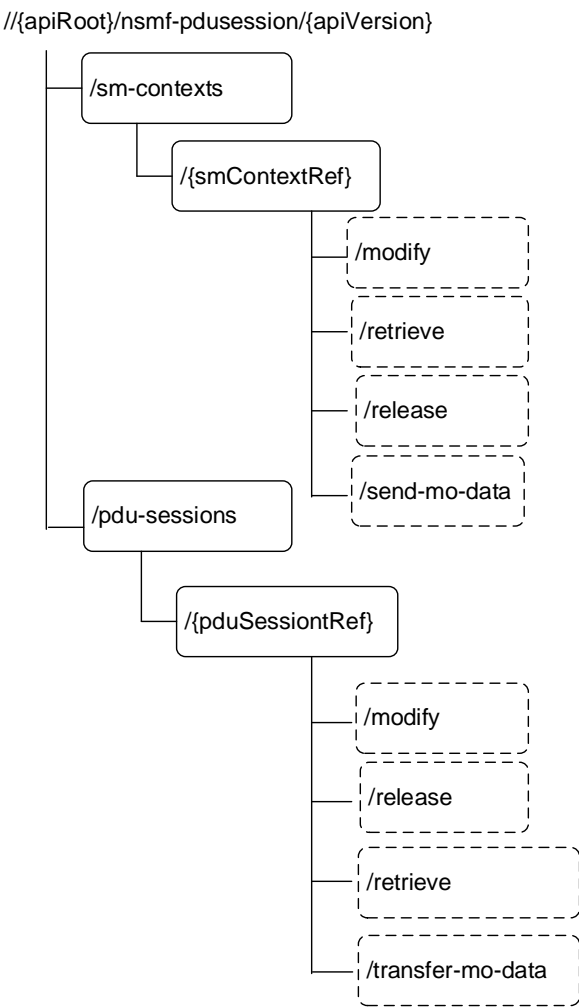 //{apiRoot}/nsmf-pdusession/{apiVersion}
/sm-contexts
/{smContextRef}
/modify
/retrieve
/release
/send-mo-data
/pdu-sessions
/{pduSessiontRef}
/modify
/release
/retrieve
/transfer-mo-data